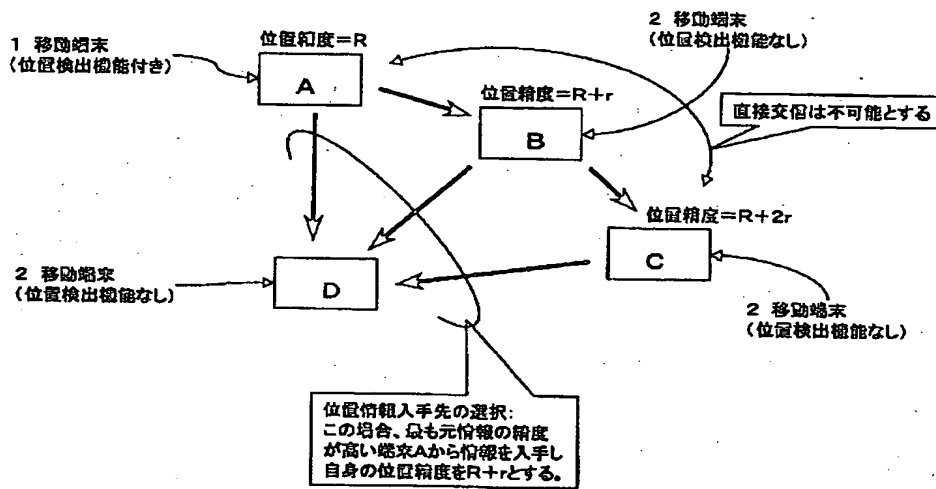 1 移動端末
(位置検出機能付き)
位置精度=R
A
2 移動端末
(位置検出機能なし)
位置精度=R+r
B
直接交信は不可能とする
位置精度=R+2r
C
2 移動端末
(位置検出機能なし)
D
2 移動端末
(位置検出機能なし)
位置情報入手先の選択:
この場合、最も元情報の精度
が高い端末Aから情報を入手し
自身の位置精度をR+rとする。